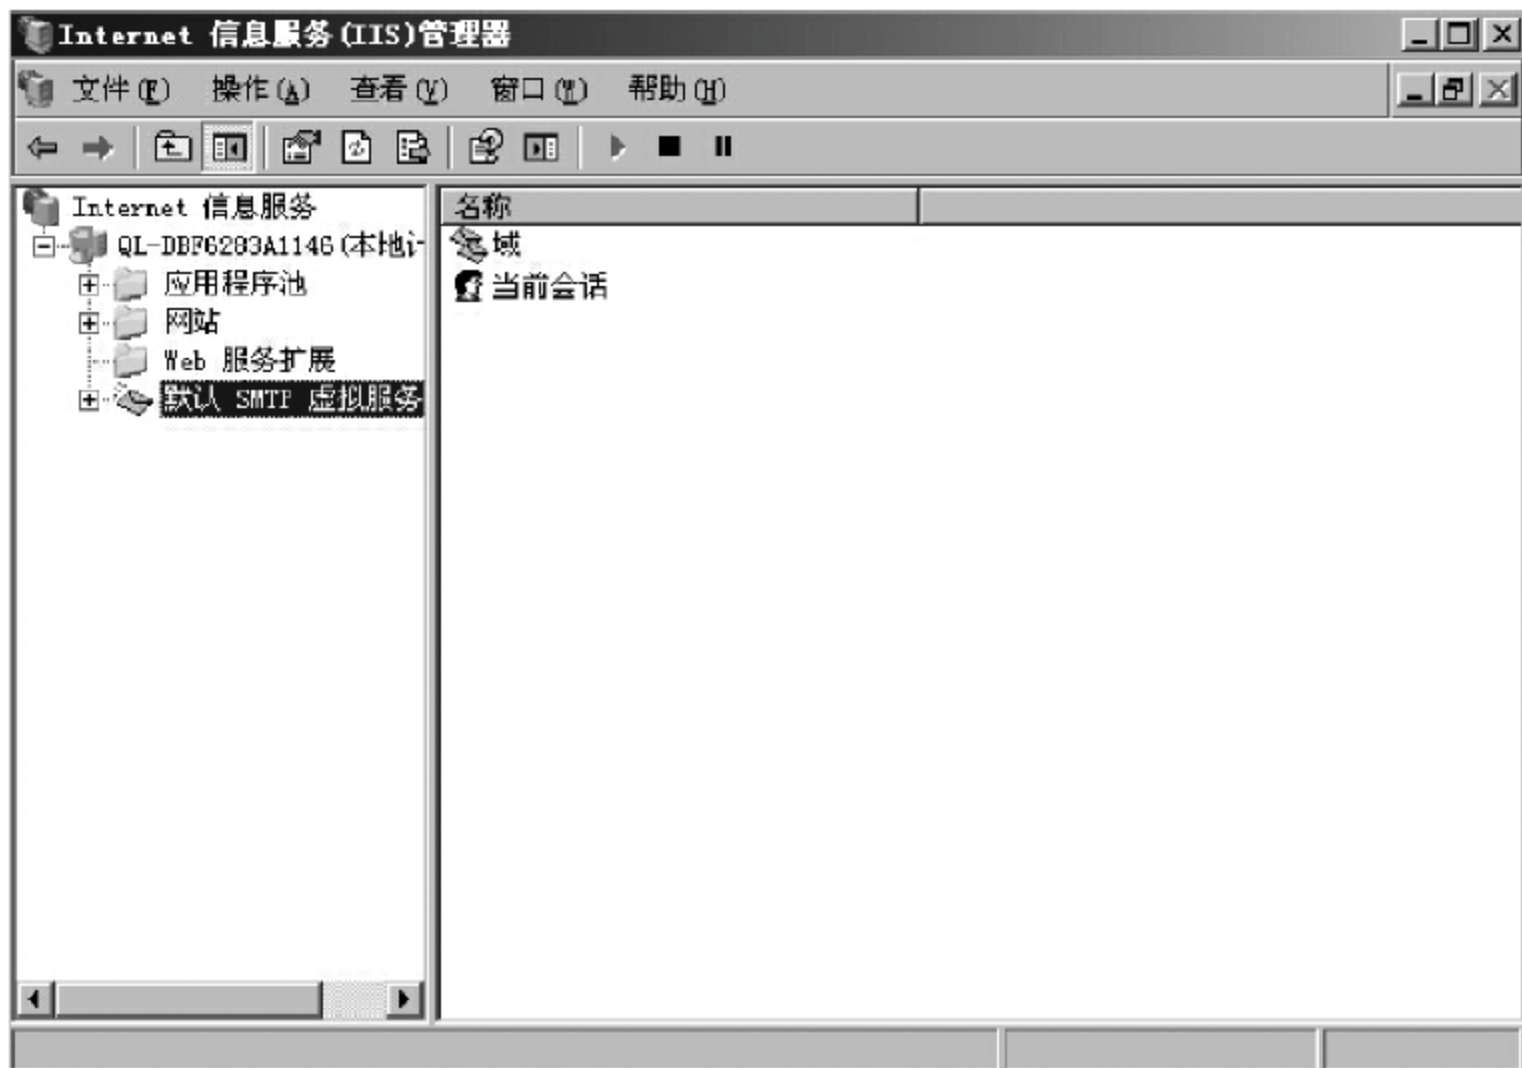 Internet 信息服务(IIS)管理器
文件(F) 操作(A) 查看(V) 窗口(W) 帮助(H)
Internet 信息服务
QL-DBF6283A1146(本地计
应用程序池
网站
Web 服务扩展
默认 SMTP 虚拟服务
名称
域
当前会话